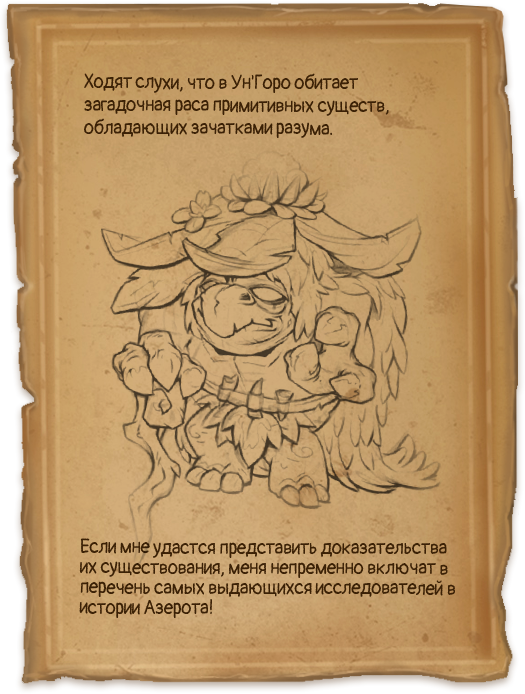 Ходят слухи, что в Ун'Горо обитает
загадочная раса примитивных существ,
обладающих зачатками разума.
Если мне удастся представить доказательства
их существования, меня непременно включат в
перечень самых выдающихся исследователей в
истории Азерота!